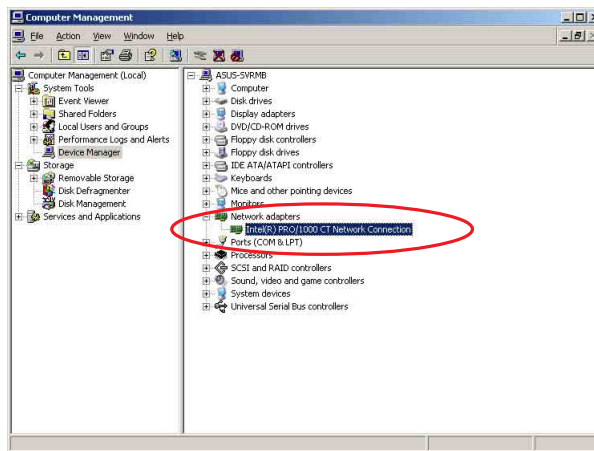 Computer Management
File Action View Window Help
Computer Management (Local)
System Tools
Event Viewer
Shared Folders
Local Users and Groups
Performance Logs and Alerts
Device Manager
Storage
Removable Storage
Disk Defragmenter
Disk Management
Services and Applications
ASUS-SVRMB
Computer
Disk drives
Display adapters
DVD/CD-ROM drives
Floppy disk controllers
Floppy disk drives
IDE ATA/ATAPI controllers
Keyboards
Mice and other pointing devices
Monitors
Network adapters
Intel(R) PRO/1000 CT Network Connection
Ports (COM & LPT)
Processors
SCSI and RAID controllers
Sound, video and game controllers
System devices
Universal Serial Bus controllers